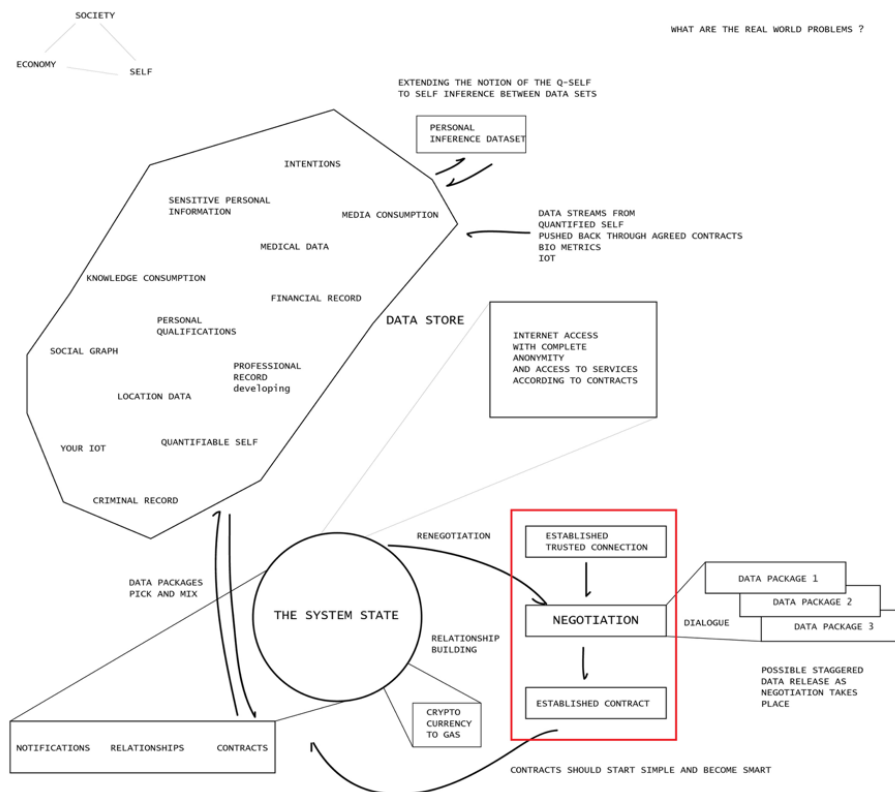 SOCIETY
WHAT ARE THE REAL WORLD PROBLEMS ?
ECONOMY
SELF
EXTENDING THE NOTION OF THE Q-SELF
TO SELF INFERENCE BETWEEN DATA SETS
PERSONAL
INFERENCE DATASET
INTENTIONS
SENSITIVE PERSONAL
INFORMATION
MEDIA CONSUMPTION
DATA STREAMS FROM
QUANTIFIED SELF
PUSHED BACK THROUGH AGREED CONTRACTS
BIO METRICS
IOT
MEDICAL DATA
KNOWLEDGE CONSUMPTION
FINANCIAL RECORD
PERSONAL
QUALIFICATIONS
DATA STORE
INTERNET ACCESS
WITH COMPLETE
ANONYMITY
AND ACCESS TO SERVICES
ACCORDING TO CONTRACTS
SOCIAL GRAPH
PROFESSIONAL
RECORD
developing
LOCATION DATA
YOUR IOT
QUANTIFIABLE SELF
CRIMINAL RECORD
RENEGOTIATION
ESTABLISHED
TRUSTED CONNECTION
DATA PACKAGES
PICK AND MIX
THE SYSTEM STATE
NEGOTIATION
DIALOGUE
DATA PACKAGE 1
DATA PACKAGE 2
DATA PACKAGE 3
RELATIONSHIP
BUILDING
POSSIBLE STAGGERED
DATA RELEASE AS
NEGOTIATION TAKES
PLACE
ESTABLISHED CONTRACT
CRYPTO
CURRENCY
TO GAS
NOTIFICATIONS
RELATIONSHIPS
CONTRACTS
CONTRACTS SHOULD START SIMPLE AND BECOME SMART